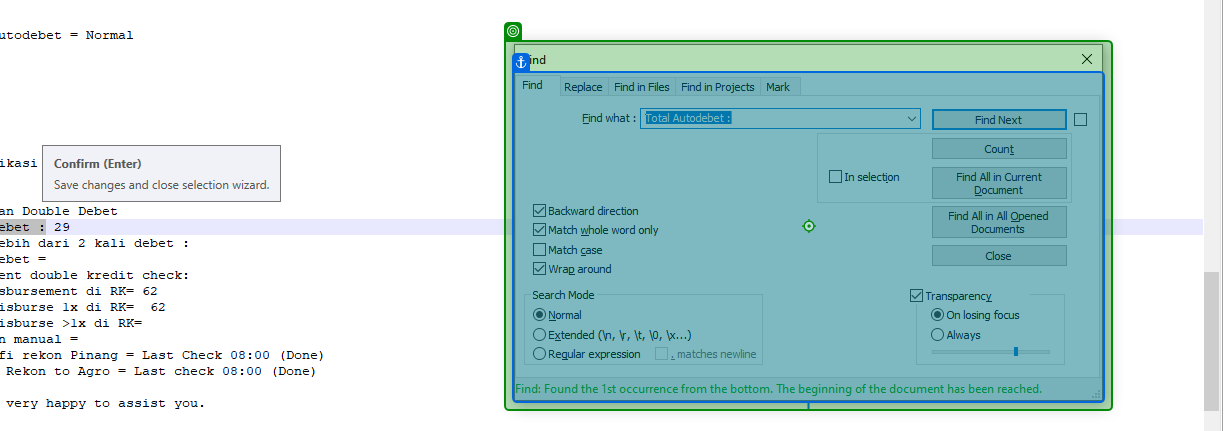 utodebet = Normal
ind
Find Replace Find in Files Find in Projects Mark
Find what : Total Autodebet :
Find Next
Count
In selection
Find All in Current
Document
Find All in All Opened
Documents
Close
Backward direction
Match whole word only
Match case
Wrap around
Search Mode
Normal
Extended (\n, \r, \t, \0, \x...)
Regular expression
. matches newline
Transparency
On losing focus
Always
Find: Found the 1st occurrence from the bottom. The beginning of the document has been reached.
ikasi
Confirm (Enter)
Save changes and close selection wizard.
an Double Debet
ebet : 29
ebih dari 2 kali debet :
ebet =
ent double kredit check:
sbursement di RK= 62
isburse 1x di RK=  62
isburse >1x di RK=
n manual =
fi rekon Pinang = Last Check 08:00 (Done)
Rekon to Agro = Last check 08:00 (Done)
very happy to assist you.